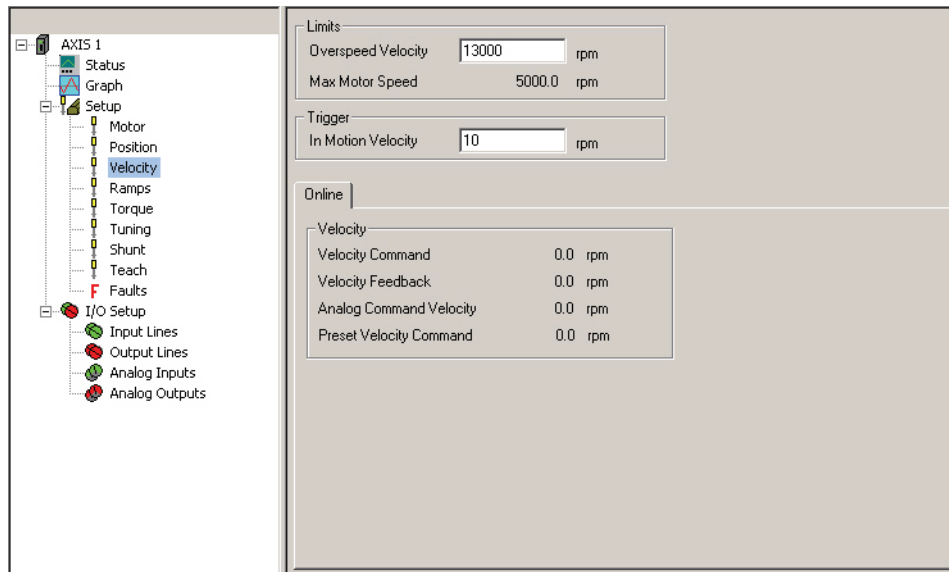 AXIS 1
Status
Graph
Setup
Motor
Position
Velocity
Ramps
Torque
Tuning
Shunt
Teach
F Faults
I/O Setup
Input Lines
Output Lines
Analog Inputs
Analog Outputs
Limits
Overspeed Velocity 13000 rpm
Max Motor Speed 5000.0 rpm
Trigger
In Motion Velocity 10 rpm
Online
Velocity
Velocity Command 0.0 rpm
Velocity Feedback 0.0 rpm
Analog Command Velocity 0.0 rpm
Preset Velocity Command 0.0 rpm